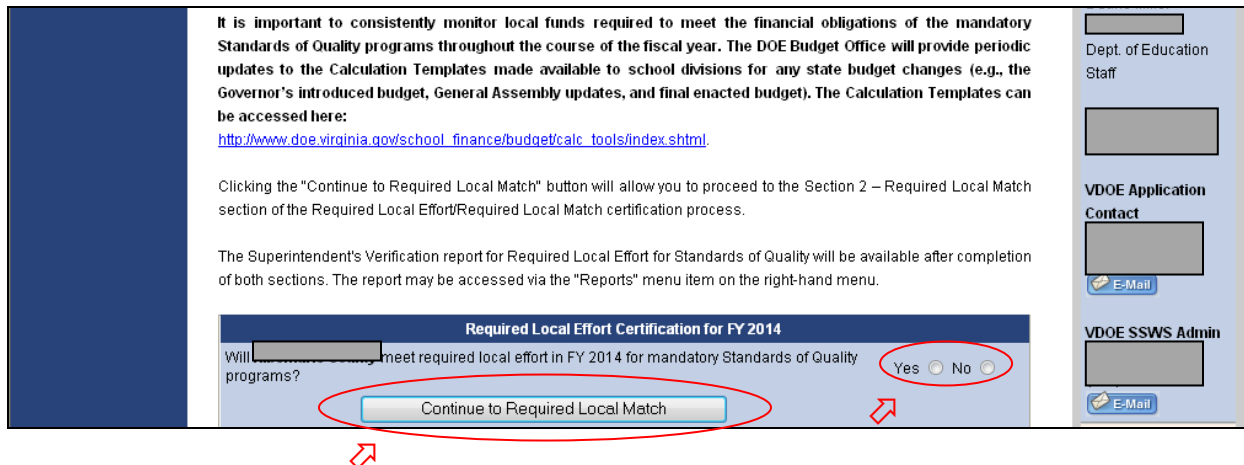 It is important to consistently monitor local funds required to meet the financial obligations of the mandatory
Standards of Quality programs throughout the course of the fiscal year. The DOE Budget Office will provide periodic
updates to the Calculation Templates made available to school divisions for any state budget changes (e.g., the
Governor's introduced budget, General Assembly updates, and final enacted budget). The Calculation Templates can
be accessed here:
http://www.doe.virginia.gov/school_finance/budget/calc_tools/index.shtml.
Clicking the "Continue to Required Local Match" button will allow you to proceed to the Section 2 – Required Local Match
section of the Required Local Effort/Required Local Match certification process.
The Superintendent's Verification report for Required Local Effort for Standards of Quality will be available after completion
of both sections. The report may be accessed via the "Reports" menu item on the right-hand menu.
Required Local Effort Certification for FY 2014
Will meet required local effort in FY 2014 for mandatory Standards of Quality
programs?
Yes No
Continue to Required Local Match
Dept. of Education
Staff
VDOE Application
Contact
E-Mail
VDOE SSWS Admin
E-Mail